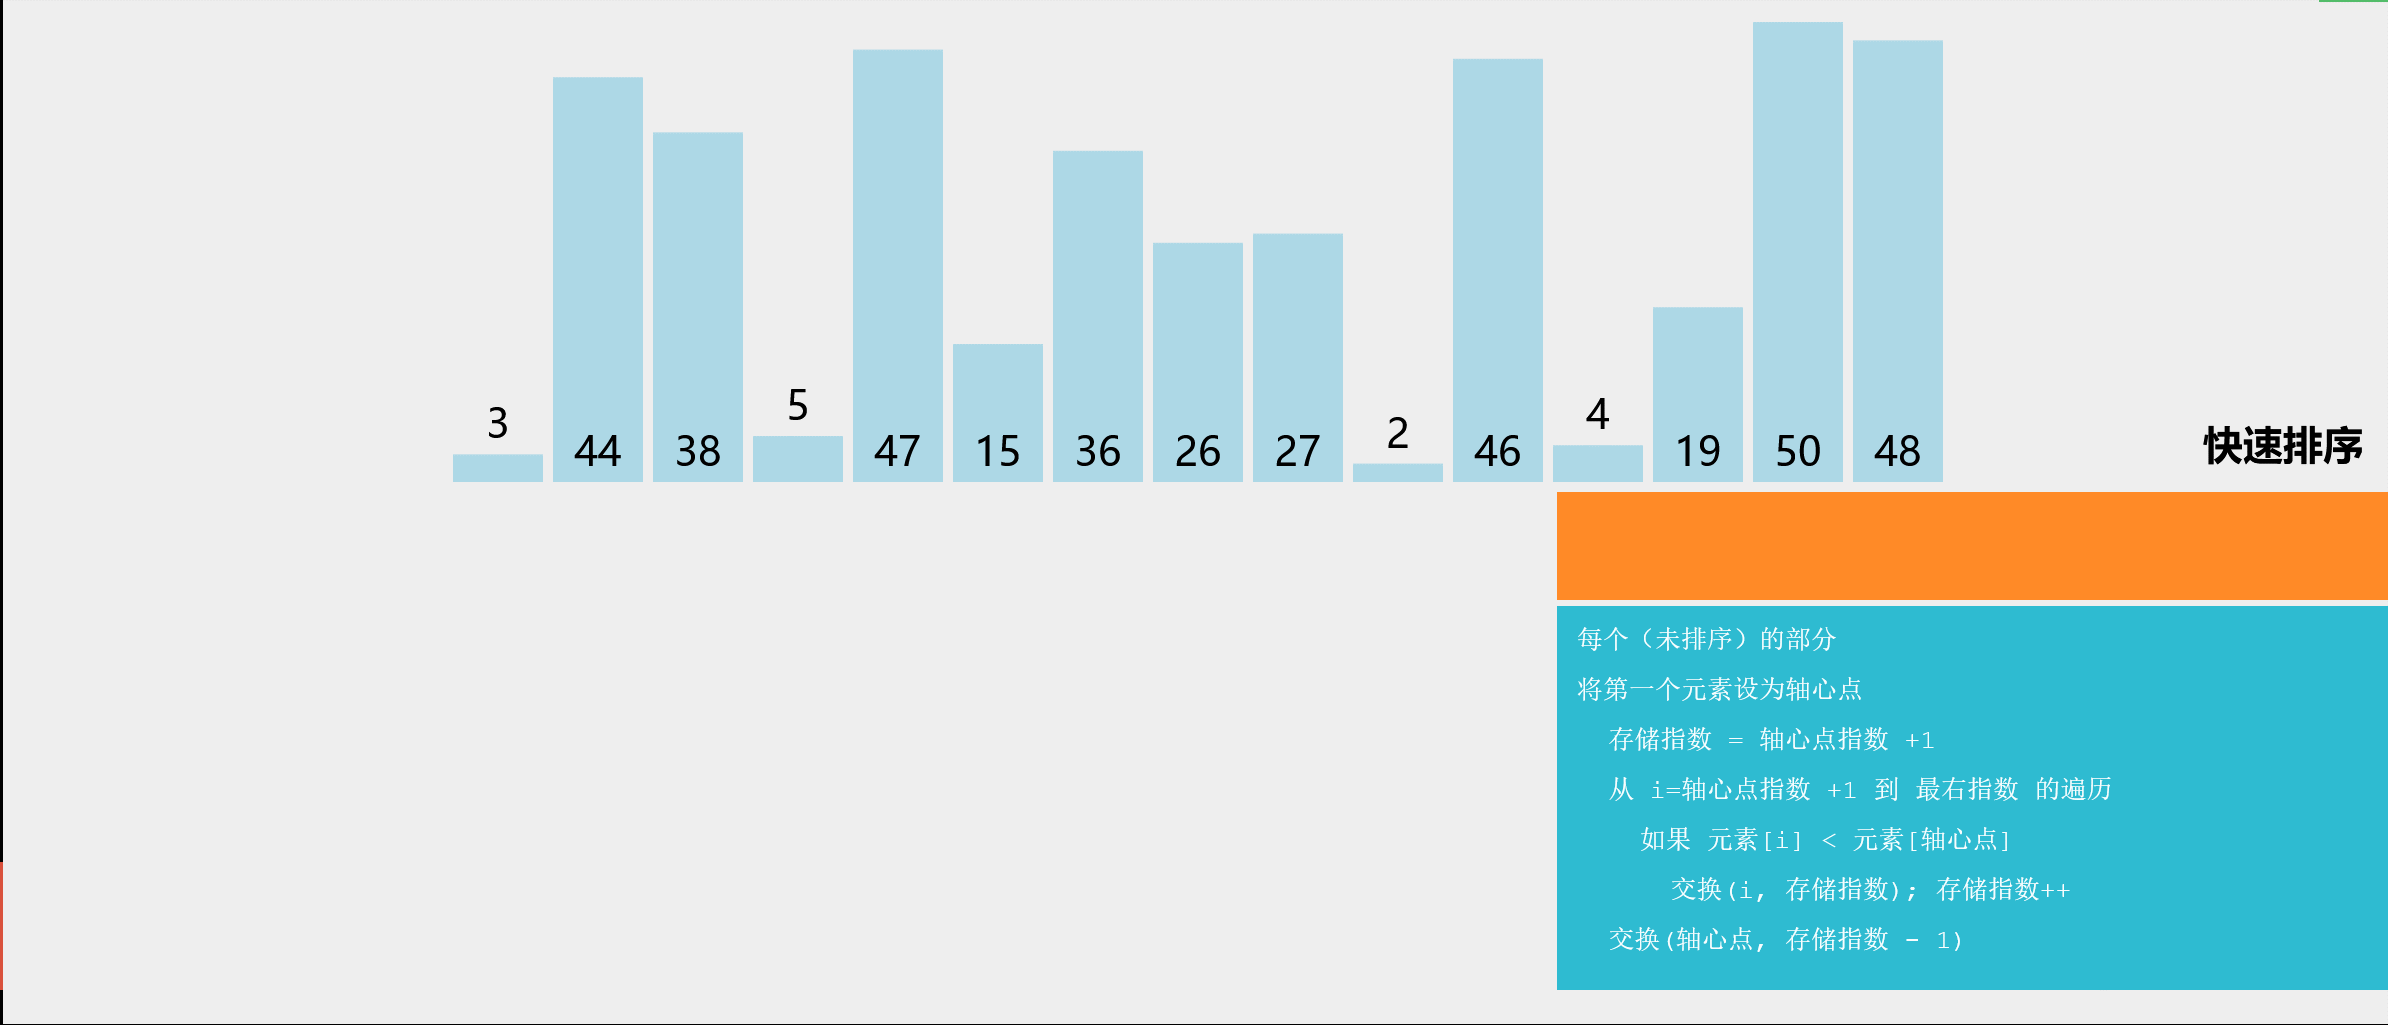 3 44 38 5 47 15 36 26 27 2 46 4 19 50 48
快速排序
每个（未排序）的部分
将第一个元素设为轴心点
存储指数 = 轴心点指数 +1
从 i=轴心点指数 +1 到 最右指数 的遍历
如果 元素[i] < 元素[轴心点]
交换(i, 存储指数); 存储指数++
交换(轴心点, 存储指数 - 1)